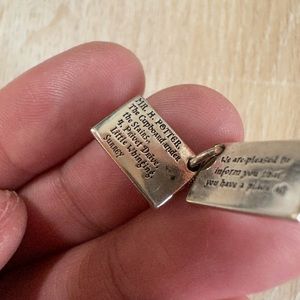 MR. H. POTTER,
The Cupboard under
the Stairs,
4, Privet Drive,
Little Whinging,
Surrey
We are pleased to
inform you that
you have a place at